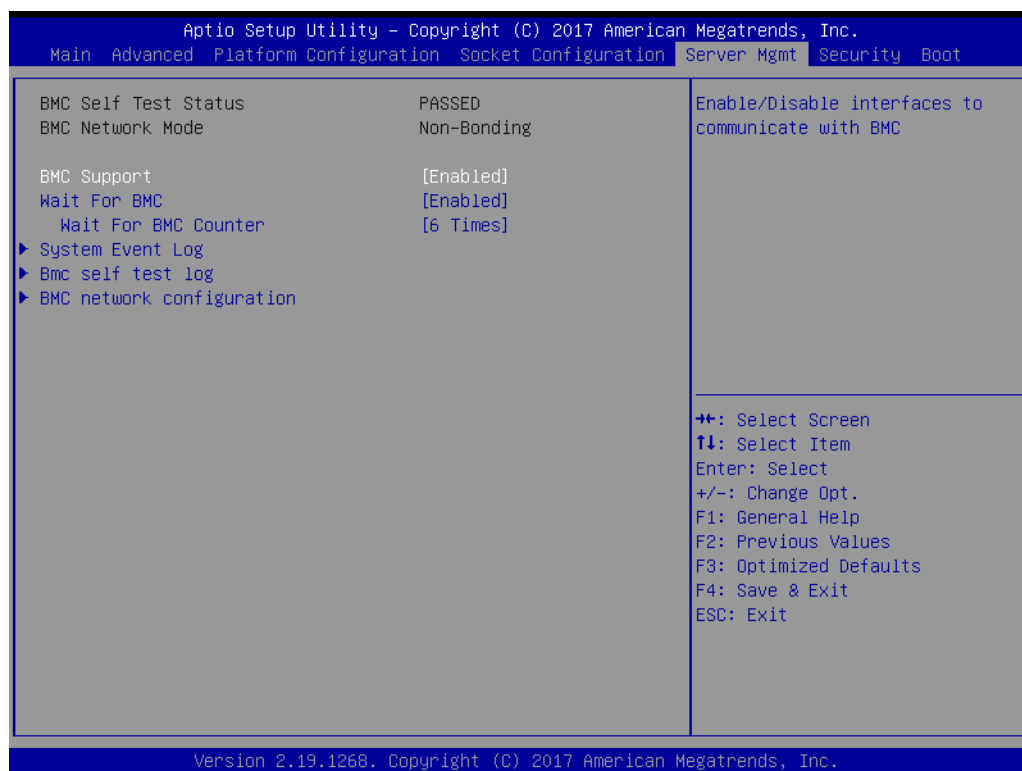 Aptio Setup Utility – Copyright (C) 2017 American Megatrends, Inc.
Main Advanced Platform Configuration Socket Configuration Server Mgmt Security Boot
BMC Self Test Status PASSED
BMC Network Mode Non-Bonding
BMC Support [Enabled]
Wait For BMC [Enabled]
Wait For BMC Counter [6 Times]
System Event Log
Bmc self test log
BMC network configuration
Enable/Disable interfaces to
communicate with BMC
→←: Select Screen
↑↓: Select Item
Enter: Select
+/-: Change Opt.
F1: General Help
F2: Previous Values
F3: Optimized Defaults
F4: Save & Exit
ESC: Exit
Version 2.19.1268. Copyright (C) 2017 American Megatrends, Inc.